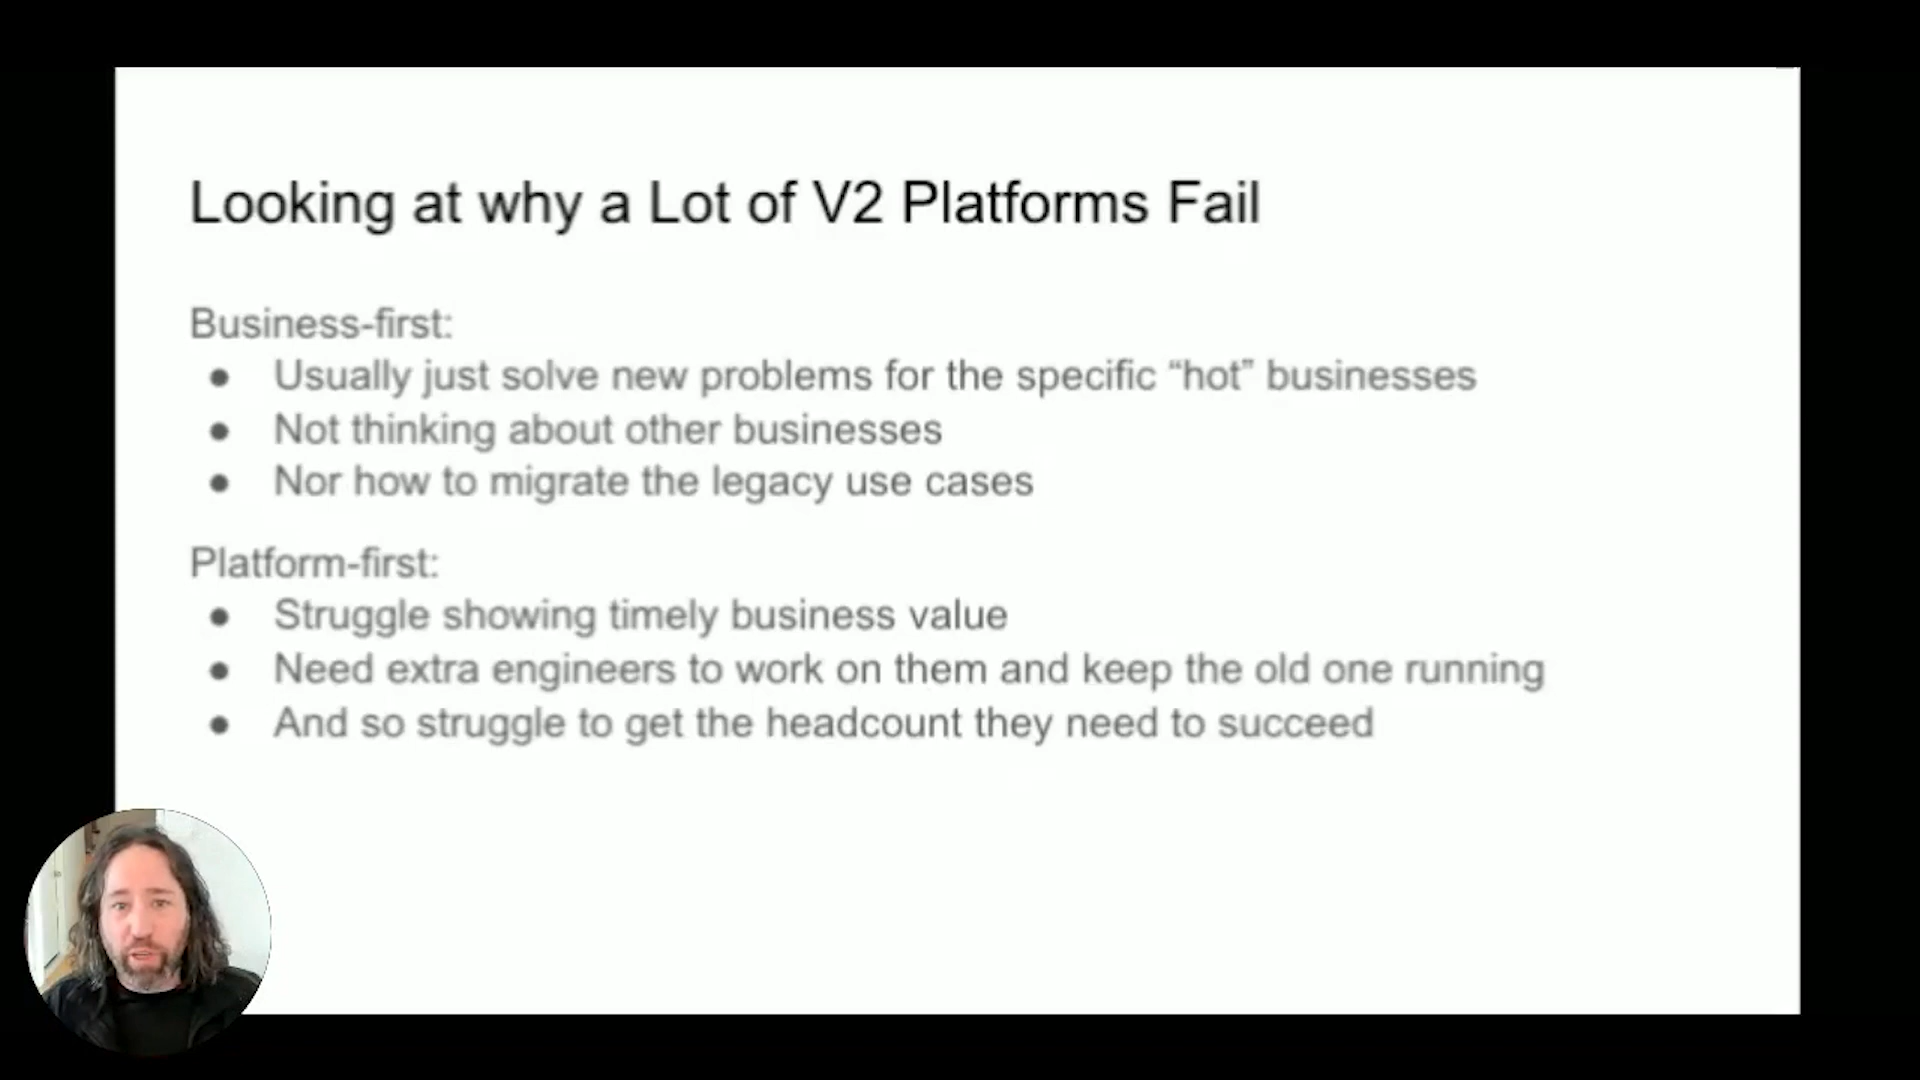 Looking at why a Lot of V2 Platforms Fail
Business-first:
● Usually just solve new problems for the specific “hot” businesses
● Not thinking about other businesses
● Nor how to migrate the legacy use cases
Platform-first:
● Struggle showing timely business value
● Need extra engineers to work on them and keep the old one running
● And so struggle to get the headcount they need to succeed